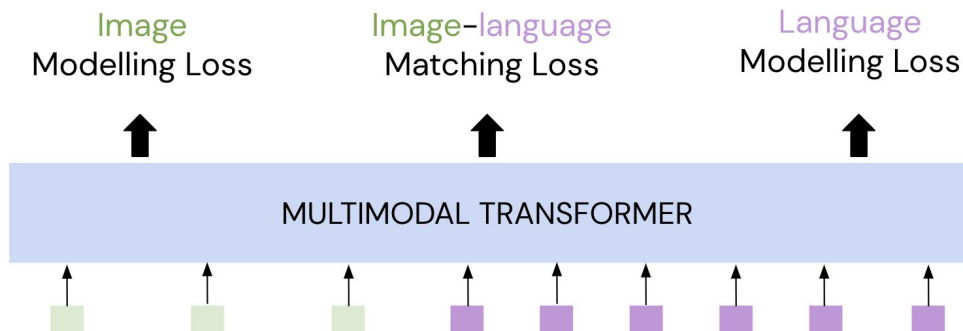 Image
Modelling Loss
Image-language
Matching Loss
Language
Modelling Loss
MULTIMODAL TRANSFORMER